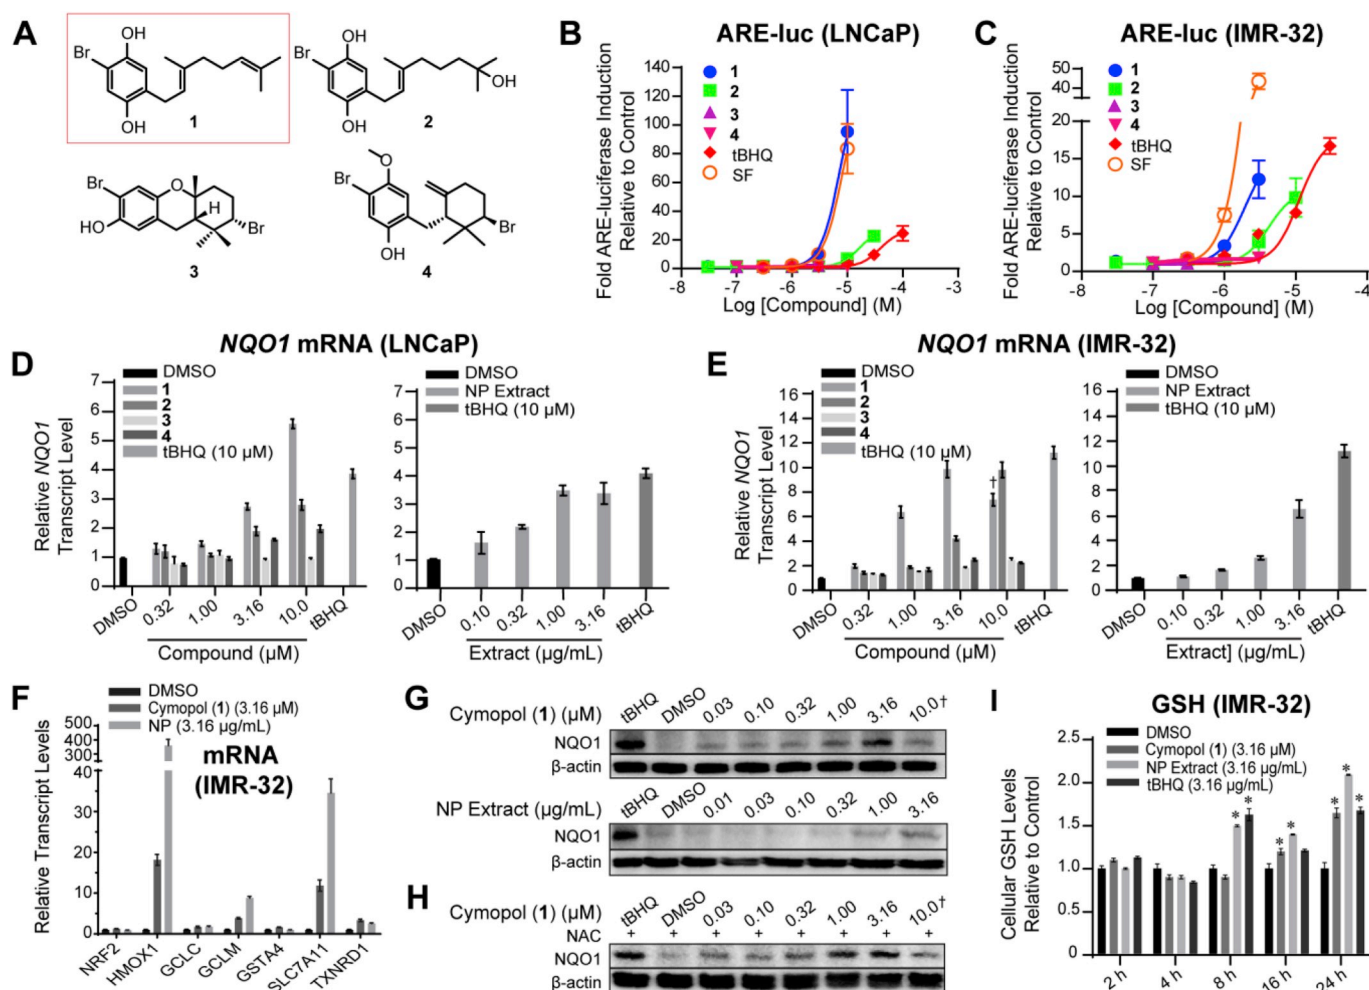 A
OH
Br
OH
1
OH
Br
OH
OH
2
Br
O
HO
H
Br
3
O
Br
OH
Br
4
B
ARE-luc (LNCaP)
Fold ARE-luciferase Induction
Relative to Control
140
120
100
80
60
40
20
0
1
2
3
4
tBHQ
SF
-8 -7 -6 -5 -4 -3
Log [Compound] (M)
C
ARE-luc (IMR-32)
Fold ARE-luciferase Induction
Relative to Control
50
40
20
15
10
5
0
1
2
3
4
tBHQ
SF
-8 -7 -6 -5 -4
Log [Compound] (M)
NQO1 mRNA (LNCaP)
D
DMSO
1
2
3
4
tBHQ (10 µM)
Relative NQO1
Transcript Level
7
6
5
4
3
2
1
0
DMSO 0.32 1.00 3.16 10.0 tBHQ
Compound (µM)
DMSO
NP Extract
tBHQ (10 µM)
7
6
5
4
3
2
1
0
DMSO 0.10 0.32 1.00 3.16 tBHQ
Extract (µg/mL)
NQO1 mRNA (IMR-32)
E
DMSO
1
2
3
4
tBHQ (10 µM)
Relative NQO1
Transcript Level
16
14
12
10
8
6
4
2
0
†
DMSO 0.32 1.00 3.16 10.0 tBHQ
Compound (µM)
DMSO
NP Extract
tBHQ (10 µM)
16
14
12
10
8
6
4
2
0
DMSO 0.10 0.32 1.00 3.16 tBHQ
Extract] (µg/mL)
F
DMSO
Cymopol (1) (3.16 µM)
NP (3.16 µg/mL)
mRNA
(IMR-32)
Relative Transcript Levels
500
400
300
40
20
0
NRF2 HMOX1 GCLC GCLM GSTA4 SLC7A11 TXNRD1
G
Cymopol (1) (µM) tBHQ DMSO 0.03 0.10 0.32 1.00 3.16 10.0†
NQO1
β-actin
NP Extract (µg/mL) tBHQ DMSO 0.01 0.03 0.10 0.32 1.00 3.16
NQO1
β-actin
H
Cymopol (1) (µM) tBHQ DMSO 0.03 0.10 0.32 1.00 3.16 10.0†
NAC + + + + + + + +
NQO1
β-actin
I
GSH (IMR-32)
DMSO
Cymopol (1) (3.16 µM)
NP Extract (3.16 µg/mL)
tBHQ (3.16 µg/mL)
Cellular GSH Levels
Relative to Control
2.5
2.0
1.5
1.0
0.5
0
* * * * * * *
2 h 4 h 8 h 16 h 24 h